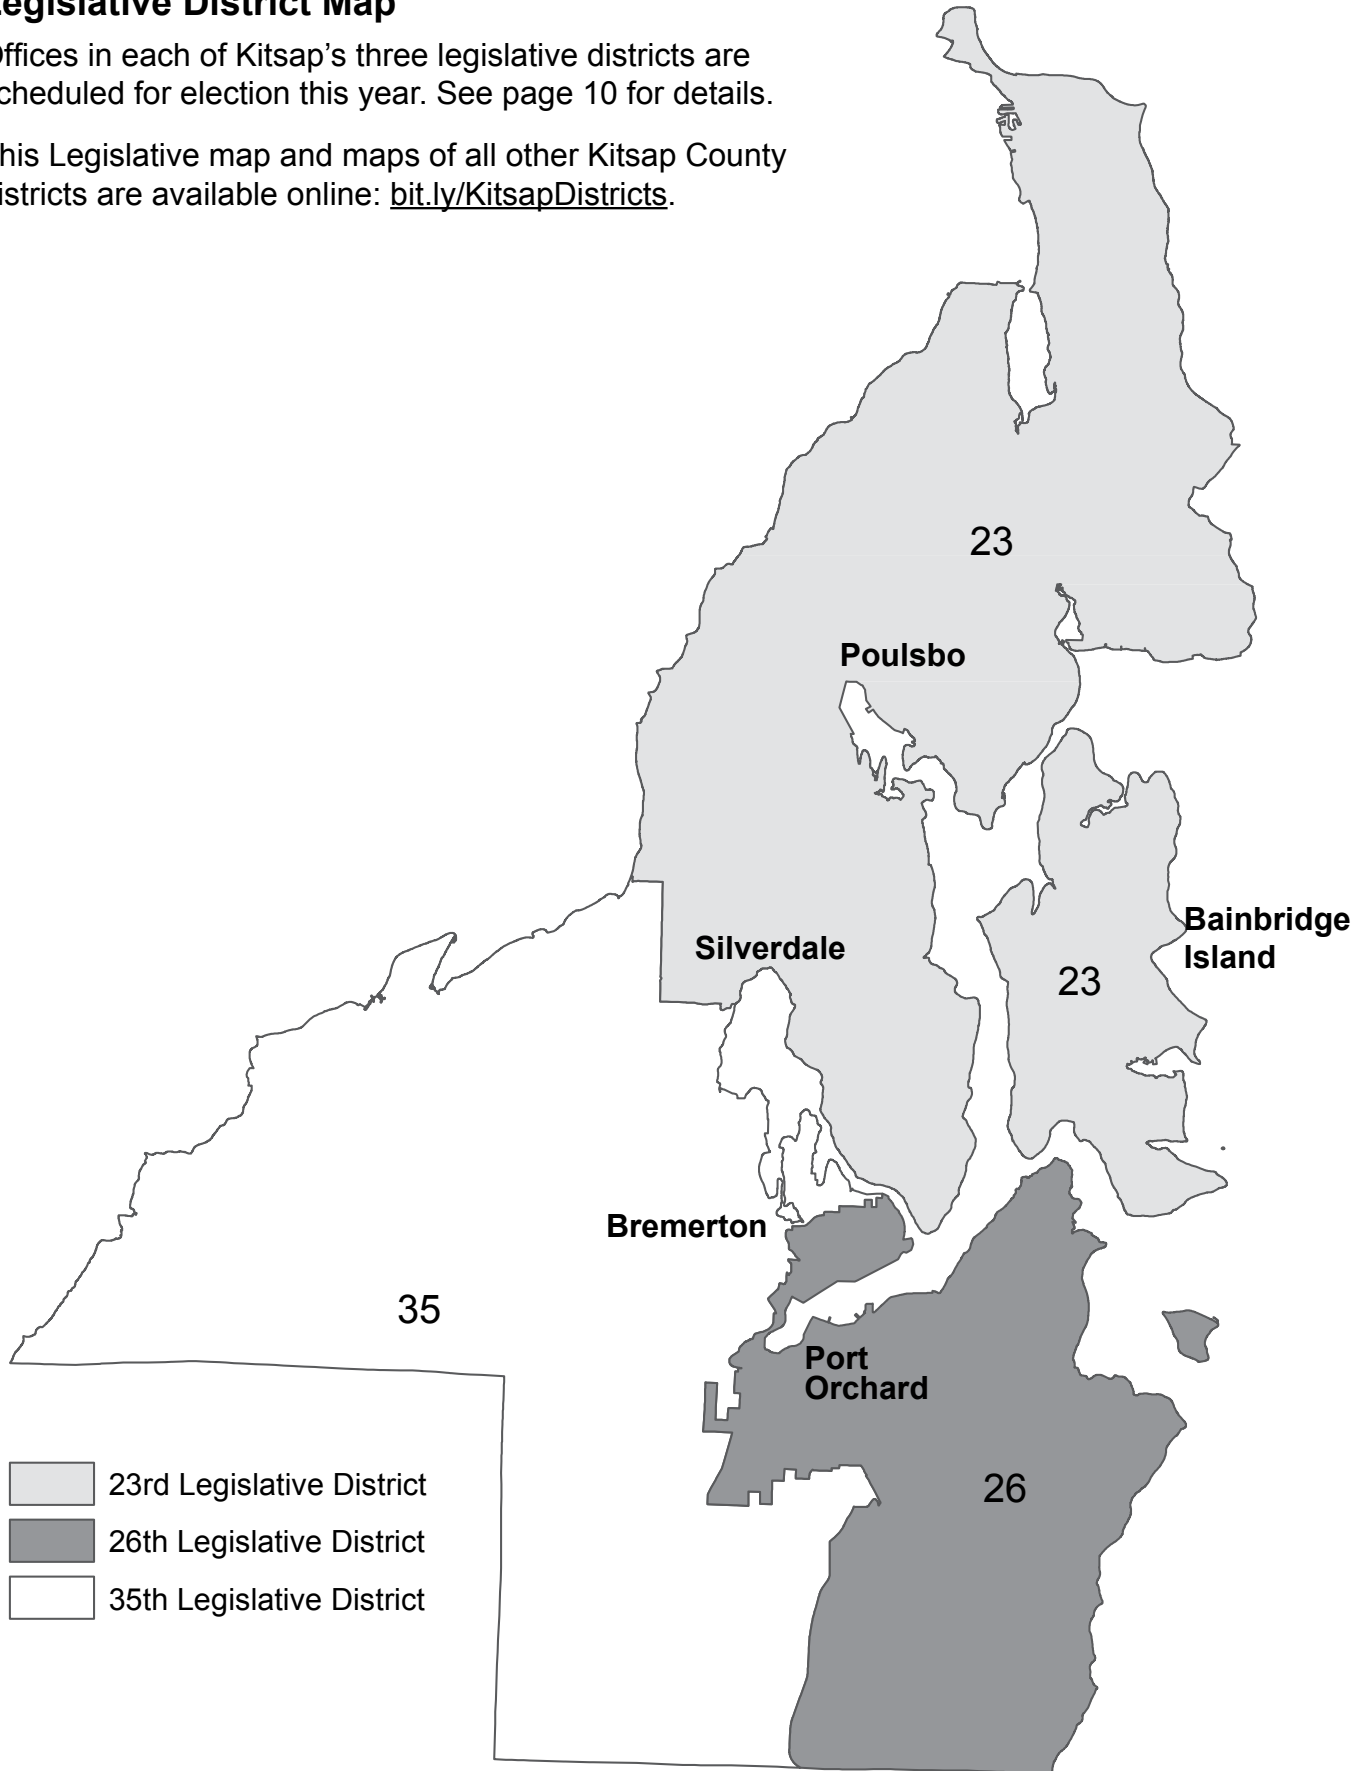 egislative District Map
ffices in each of Kitsap’s three legislative districts are
cheduled for election this year. See page 10 for details.
his Legislative map and maps of all other Kitsap County
istricts are available online: bit.ly/KitsapDistricts.
23
Poulsbo
Bainbridge
Island
Silverdale
23
Bremerton
35
Port
Orchard
26
23rd Legislative District
26th Legislative District
35th Legislative District